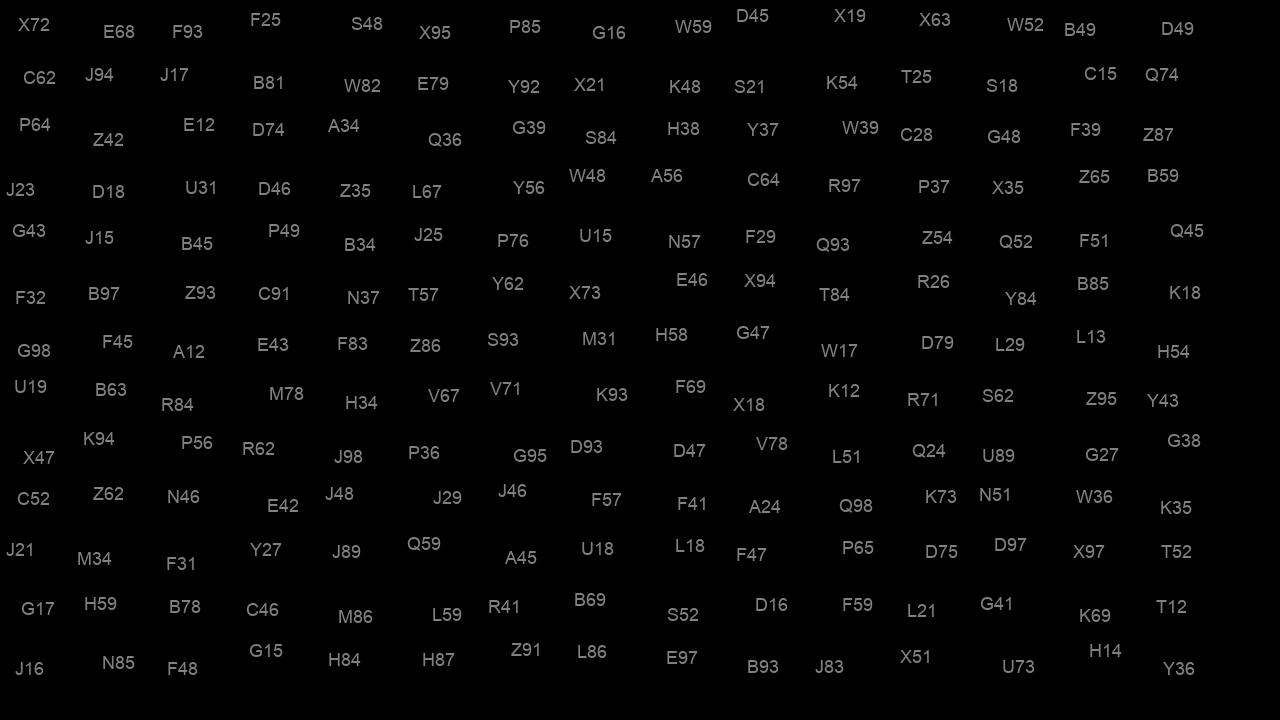 X72 E68 F93 F25 S48 X95 P85 G16 W59 D45 X19 X63 W52 B49 D49
C62 J94 J17 B81 W82 E79 Y92 X21 K48 S21 K54 T25 S18 C15 Q74
P64 Z42 E12 D74 A34 Q36 G39 S84 H38 Y37 W39 C28 G48 F39 Z87
J23 D18 U31 D46 Z35 L67 Y56 W48 A56 C64 R97 P37 X35 Z65 B59
G43 J15 B45 P49 B34 J25 P76 U15 N57 F29 Q93 Z54 Q52 F51 Q45
F32 B97 Z93 C91 N37 T57 Y62 X73 E46 X94 T84 R26 Y84 B85 K18
G98 F45 A12 E43 F83 Z86 S93 M31 H58 G47 W17 D79 L29 L13 H54
U19 B63 R84 M78 H34 V67 V71 K93 F69 X18 K12 R71 S62 Z95 Y43
X47 K94 P56 R62 J98 P36 G95 D93 D47 V78 L51 Q24 U89 G27 G38
C52 Z62 N46 E42 J48 J29 J46 F57 F41 A24 Q98 K73 N51 W36 K35
J21 M34 F31 Y27 J89 Q59 A45 U18 L18 F47 P65 D75 D97 X97 T52
G17 H59 B78 C46 M86 L59 R41 B69 S52 D16 F59 L21 G41 K69 T12
J16 N85 F48 G15 H84 H87 Z91 L86 E97 B93 J83 X51 U73 H14 Y36